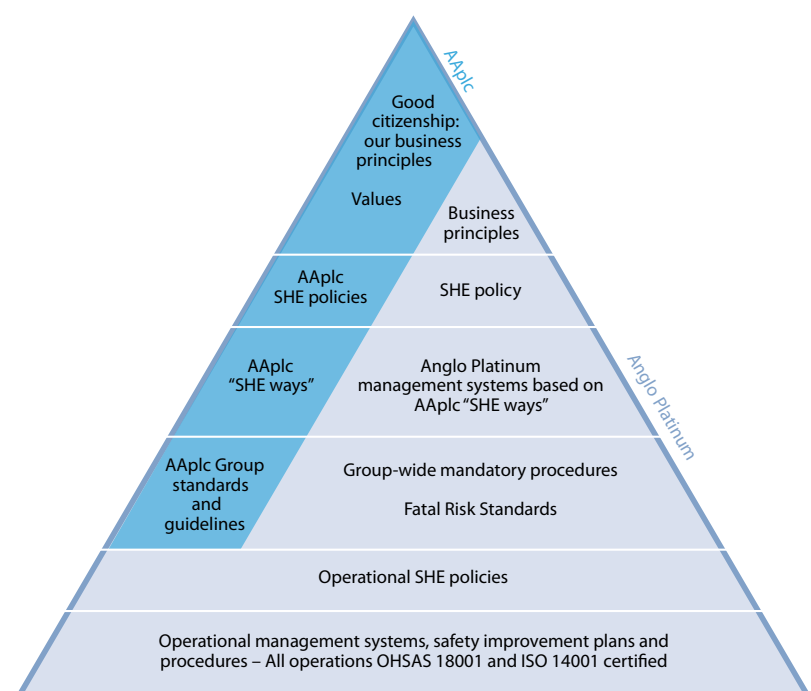 AAplc
Good
citizenship:
our business
principles
Values
Business
principles
AAplc
SHE policies
SHE policy
AAplc
“SHE ways”
Anglo Platinum
management systems based on
AAplc “SHE ways”
Anglo Platinum
AAplc Group
standards
and
guidelines
Group-wide mandatory procedures
Fatal Risk Standards
Operational SHE policies
Operational management systems, safety improvement plans and
procedures – All operations OHSAS 18001 and ISO 14001 certified